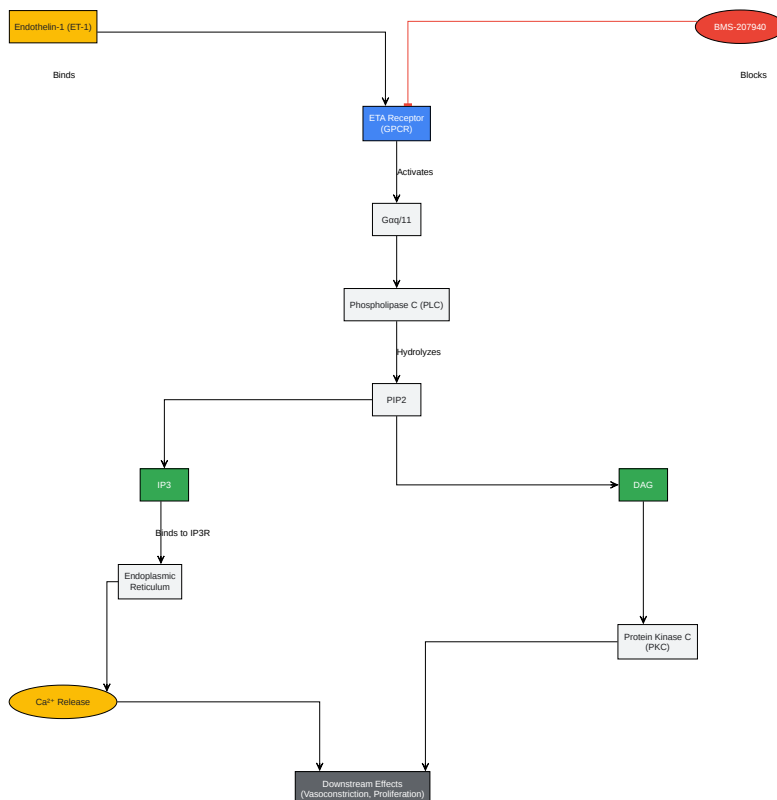 Endothelin-1 (ET-1)
BMS-207940
Binds
Blocks
ETA Receptor
(GPCR)
Activates
Gαq/11
Phospholipase C (PLC)
Hydrolyzes
PIP2
IP3
DAG
Binds to IP3R
Endoplasmic
Reticulum
Protein Kinase C
(PKC)
Ca²⁺ Release
Downstream Effects
(Vasoconstriction, Proliferation)